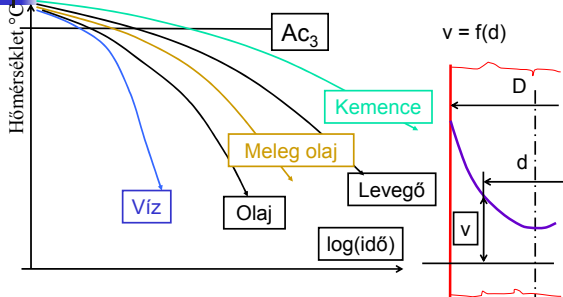 Hőmérséklet °C
Ac3
Kemence
Meleg olaj
Levegő
Víz
Olaj
log(idő)
v = f(d)
D
d
v